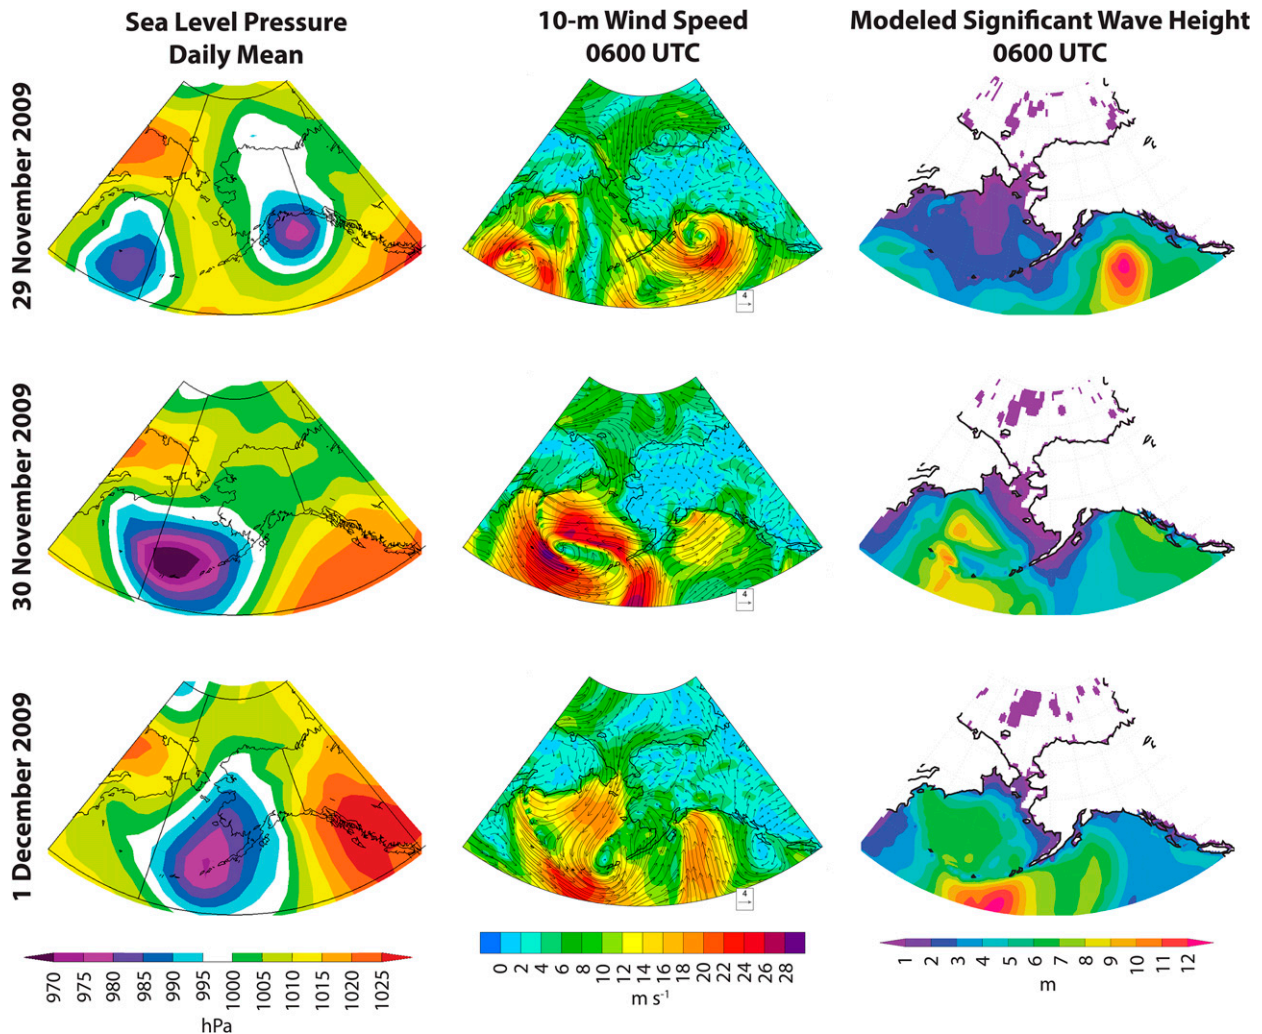 Sea Level Pressure
Daily Mean
10-m Wind Speed
0600 UTC
Modeled Significant Wave Height
0600 UTC
29 November 2009
4
30 November 2009
4
1 December 2009
4
970 975 980 985 990 995 1000 1005 1010 1015 1020 1025
hPa
0 2 4 6 8 10 12 14 16 18 20 22 24 26 28
m s⁻¹
1 2 3 4 5 6 7 8 9 10 11 12
m